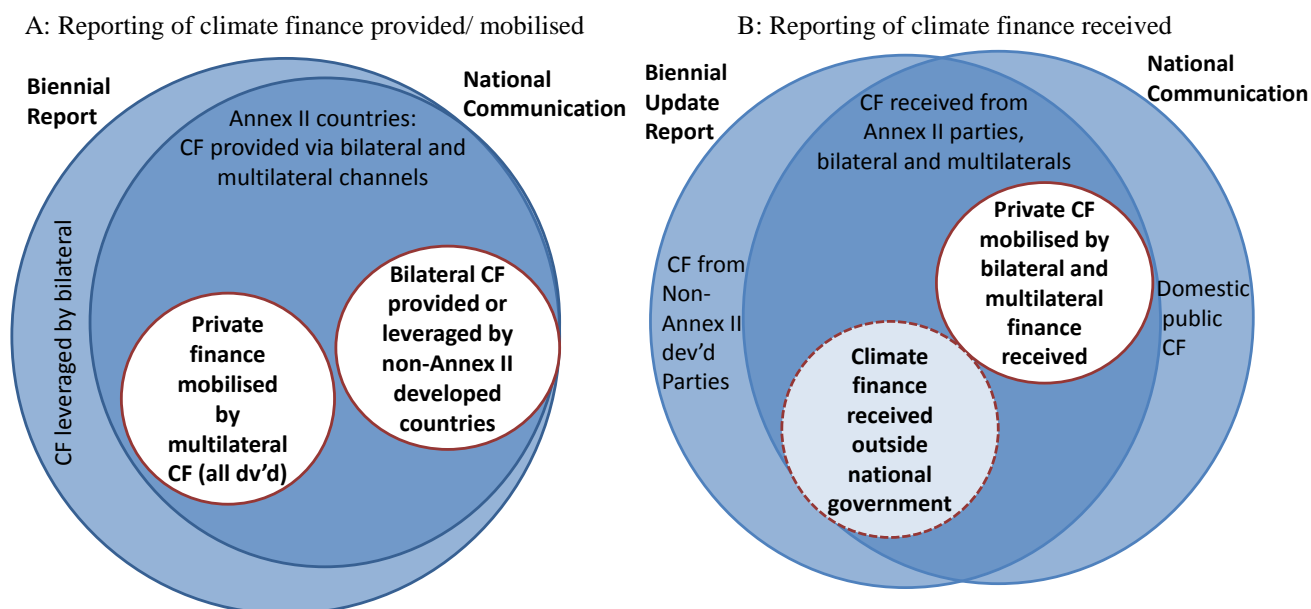 A: Reporting of climate finance provided/ mobilised
Biennial
Report
National
Communication
Annex II countries:
CF provided via bilateral and
multilateral channels
CF leveraged by bilateral
Private
finance
mobilised
by
multilateral
CF (all dv'd)
Bilateral CF
provided or
leveraged by
non-Annex II
developed
countries
B: Reporting of climate finance received
Biennial
Update
Report
National
Communication
CF received from
Annex II parties,
bilateral and multilaterals
CF from
Non-
Annex II
dev'd
Parties
Private CF
mobilised by
bilateral and
multilateral
finance
received
Domestic
public
CF
Climate
finance
received
outside
national
government